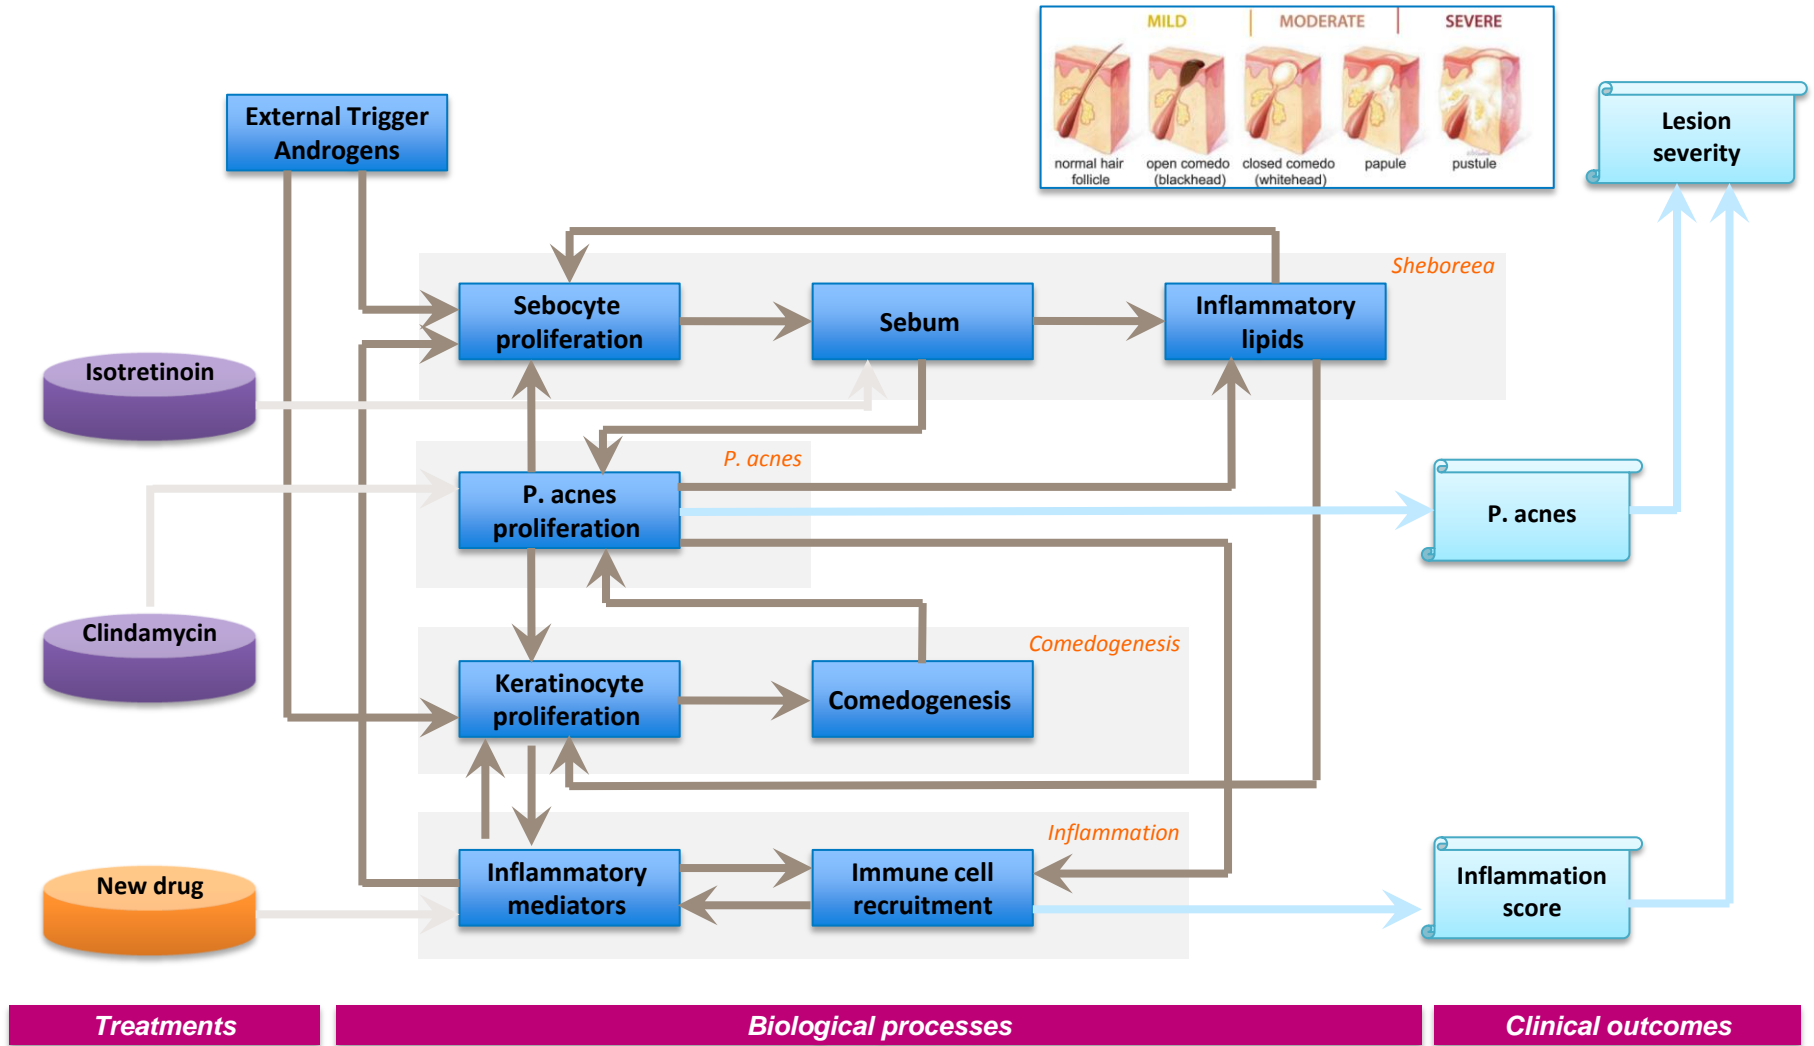 MILD
MODERATE
SEVERE
normal hair
follicle
open comedo
(blackhead)
closed comedo
(whitehead)
papule
pustule
External Trigger
Androgens
Lesion
severity
Sheboreea
Sebocyte
proliferation
Sebum
Inflammatory
lipids
Isotretinoin
P. acnes
P. acnes
proliferation
P. acnes
Clindamycin
Comedogenesis
Keratinocyte
proliferation
Comedogenesis
Inflammation
New drug
Inflammatory
mediators
Immune cell
recruitment
Inflammation
score
Treatments
Biological processes
Clinical outcomes